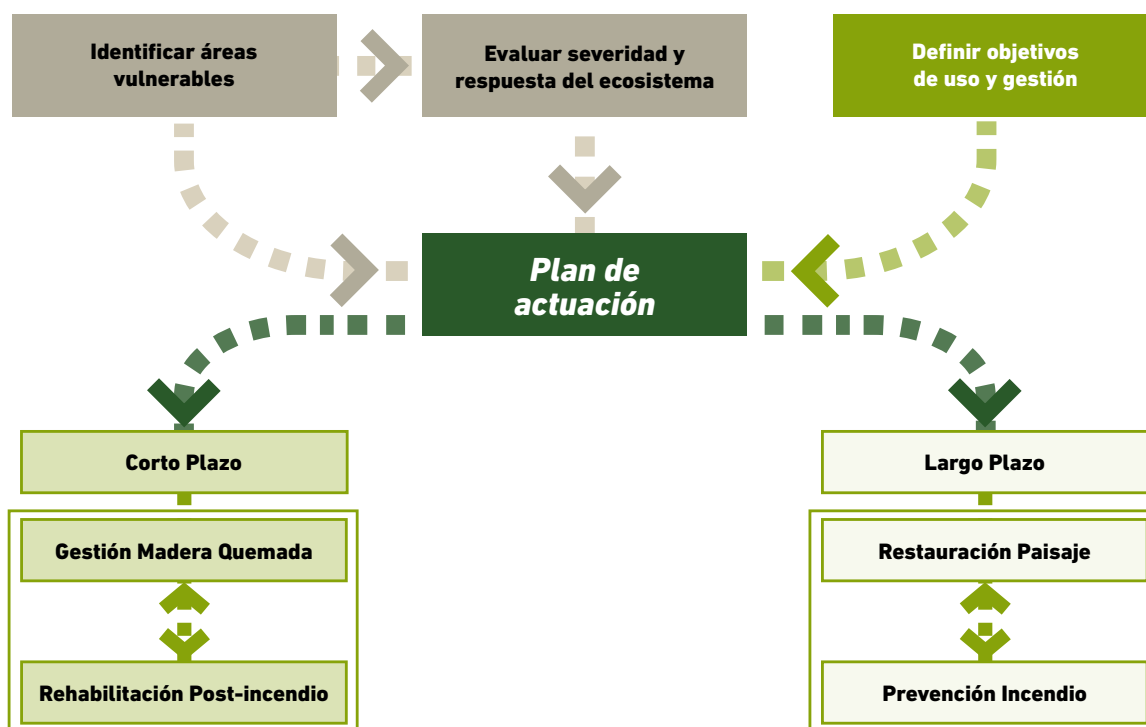 Identificar áreas
vulnerables
Evaluar severidad y
respuesta del ecosistema
Definir objetivos
de uso y gestión
Plan de
actuación
Corto Plazo
Gestión Madera Quemada
Rehabilitación Post-incendio
Largo Plazo
Restauración Paisaje
Prevención Incendio